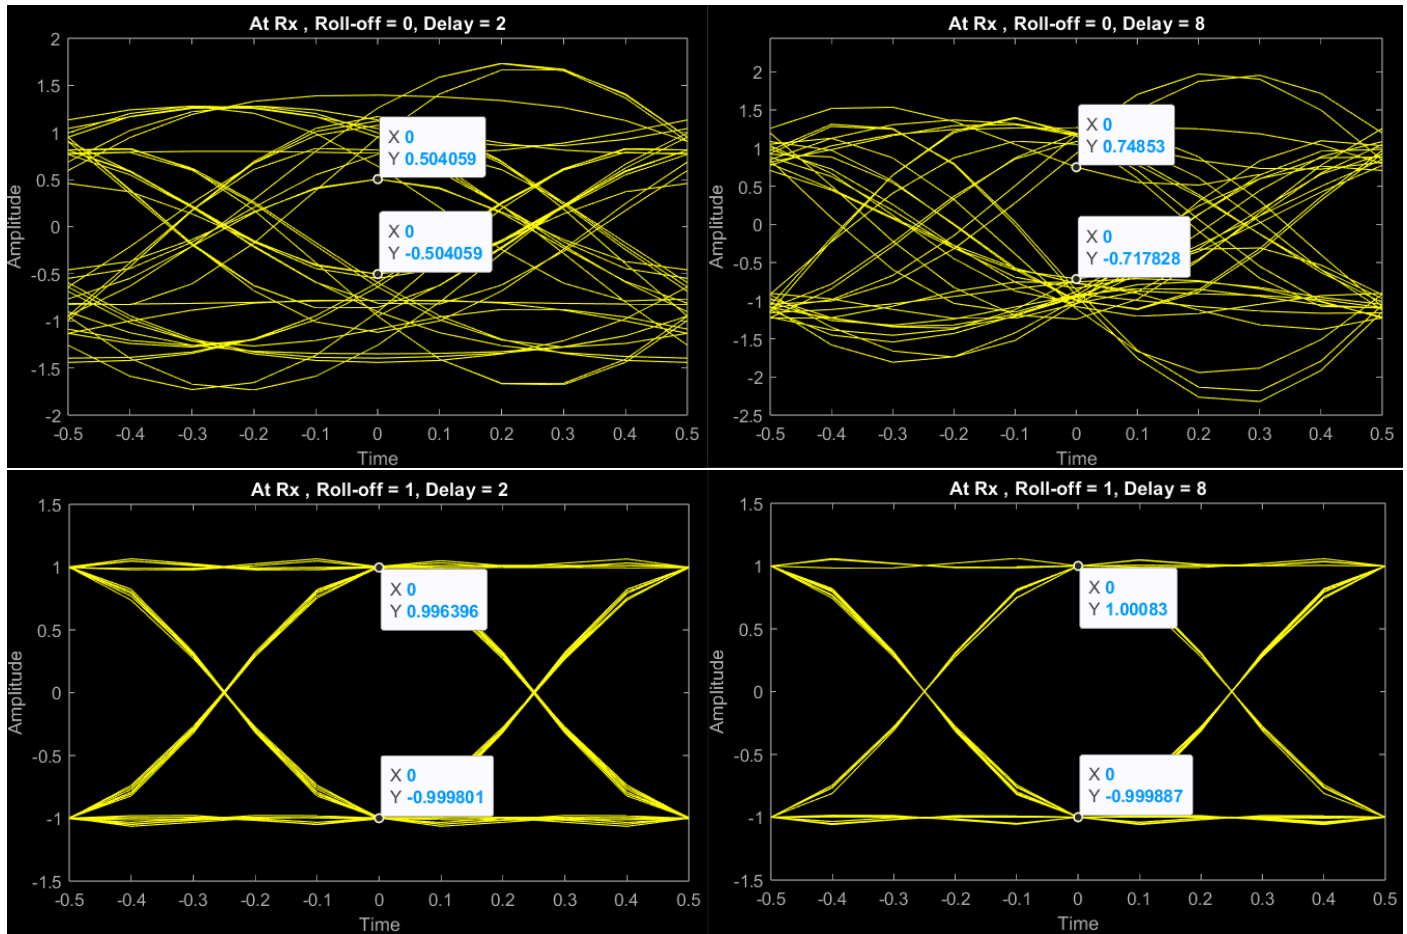 At Rx , Roll-off = 0, Delay = 2
2
1.5
1
0.5
0
-0.5
-1
-1.5
-2
Amplitude
X 0
Y 0.504059
X 0
Y -0.504059
-0.5 -0.4 -0.3 -0.2 -0.1 0 0.1 0.2 0.3 0.4 0.5
Time
At Rx , Roll-off = 0, Delay = 8
2
1.5
1
0.5
0
-0.5
-1
-1.5
-2
-2.5
Amplitude
X 0
Y 0.74853
X 0
Y -0.717828
-0.5 -0.4 -0.3 -0.2 -0.1 0 0.1 0.2 0.3 0.4 0.5
Time
At Rx , Roll-off = 1, Delay = 2
1.5
1
0.5
0
-0.5
-1
-1.5
Amplitude
X 0
Y 0.996396
X 0
Y -0.999801
-0.5 -0.4 -0.3 -0.2 -0.1 0 0.1 0.2 0.3 0.4 0.5
Time
At Rx , Roll-off = 1, Delay = 8
1.5
1
0.5
0
-0.5
-1
-1.5
Amplitude
X 0
Y 1.00083
X 0
Y -0.999887
-0.5 -0.4 -0.3 -0.2 -0.1 0 0.1 0.2 0.3 0.4 0.5
Time